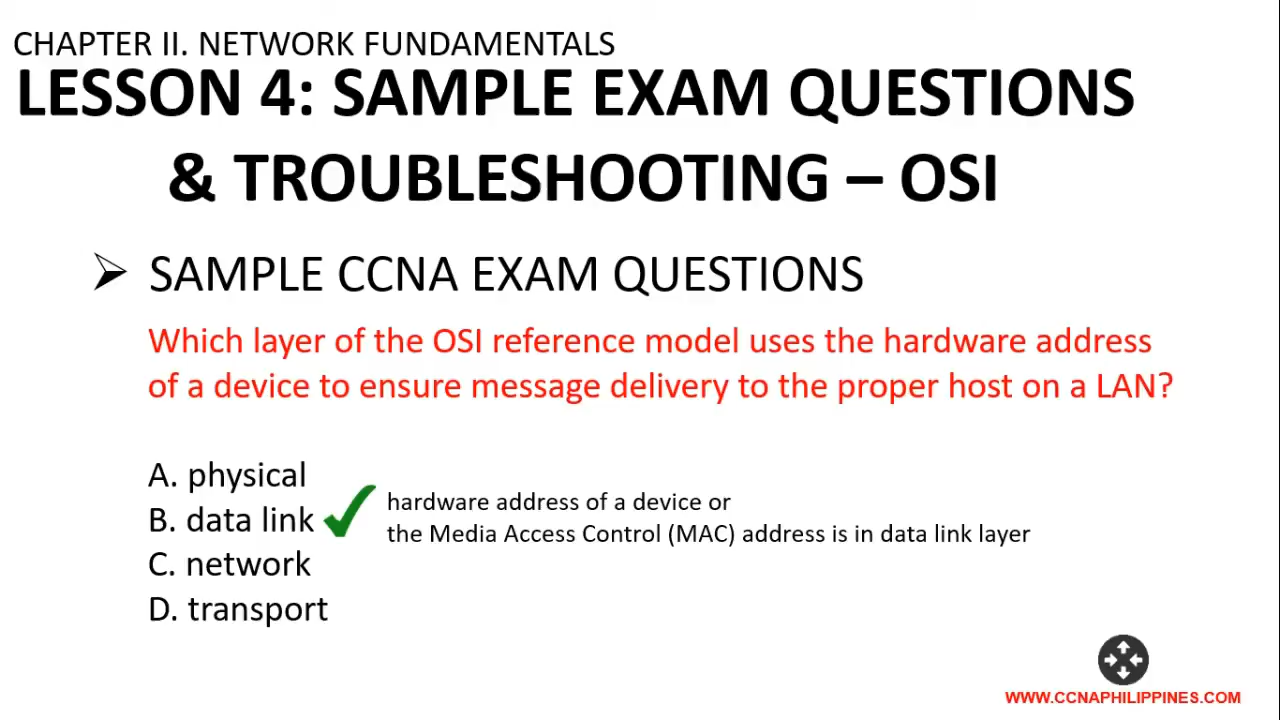 CHAPTER II. NETWORK FUNDAMENTALS
LESSON 4: SAMPLE EXAM QUESTIONS
& TROUBLESHOOTING – OSI
SAMPLE CCNA EXAM QUESTIONS
Which layer of the OSI reference model uses the hardware address
of a device to ensure message delivery to the proper host on a LAN?
A. physical
B. data link
hardware address of a device or
the Media Access Control (MAC) address is in data link layer
C. network
D. transport
WWW.CCNAPHILIPPINES.COM